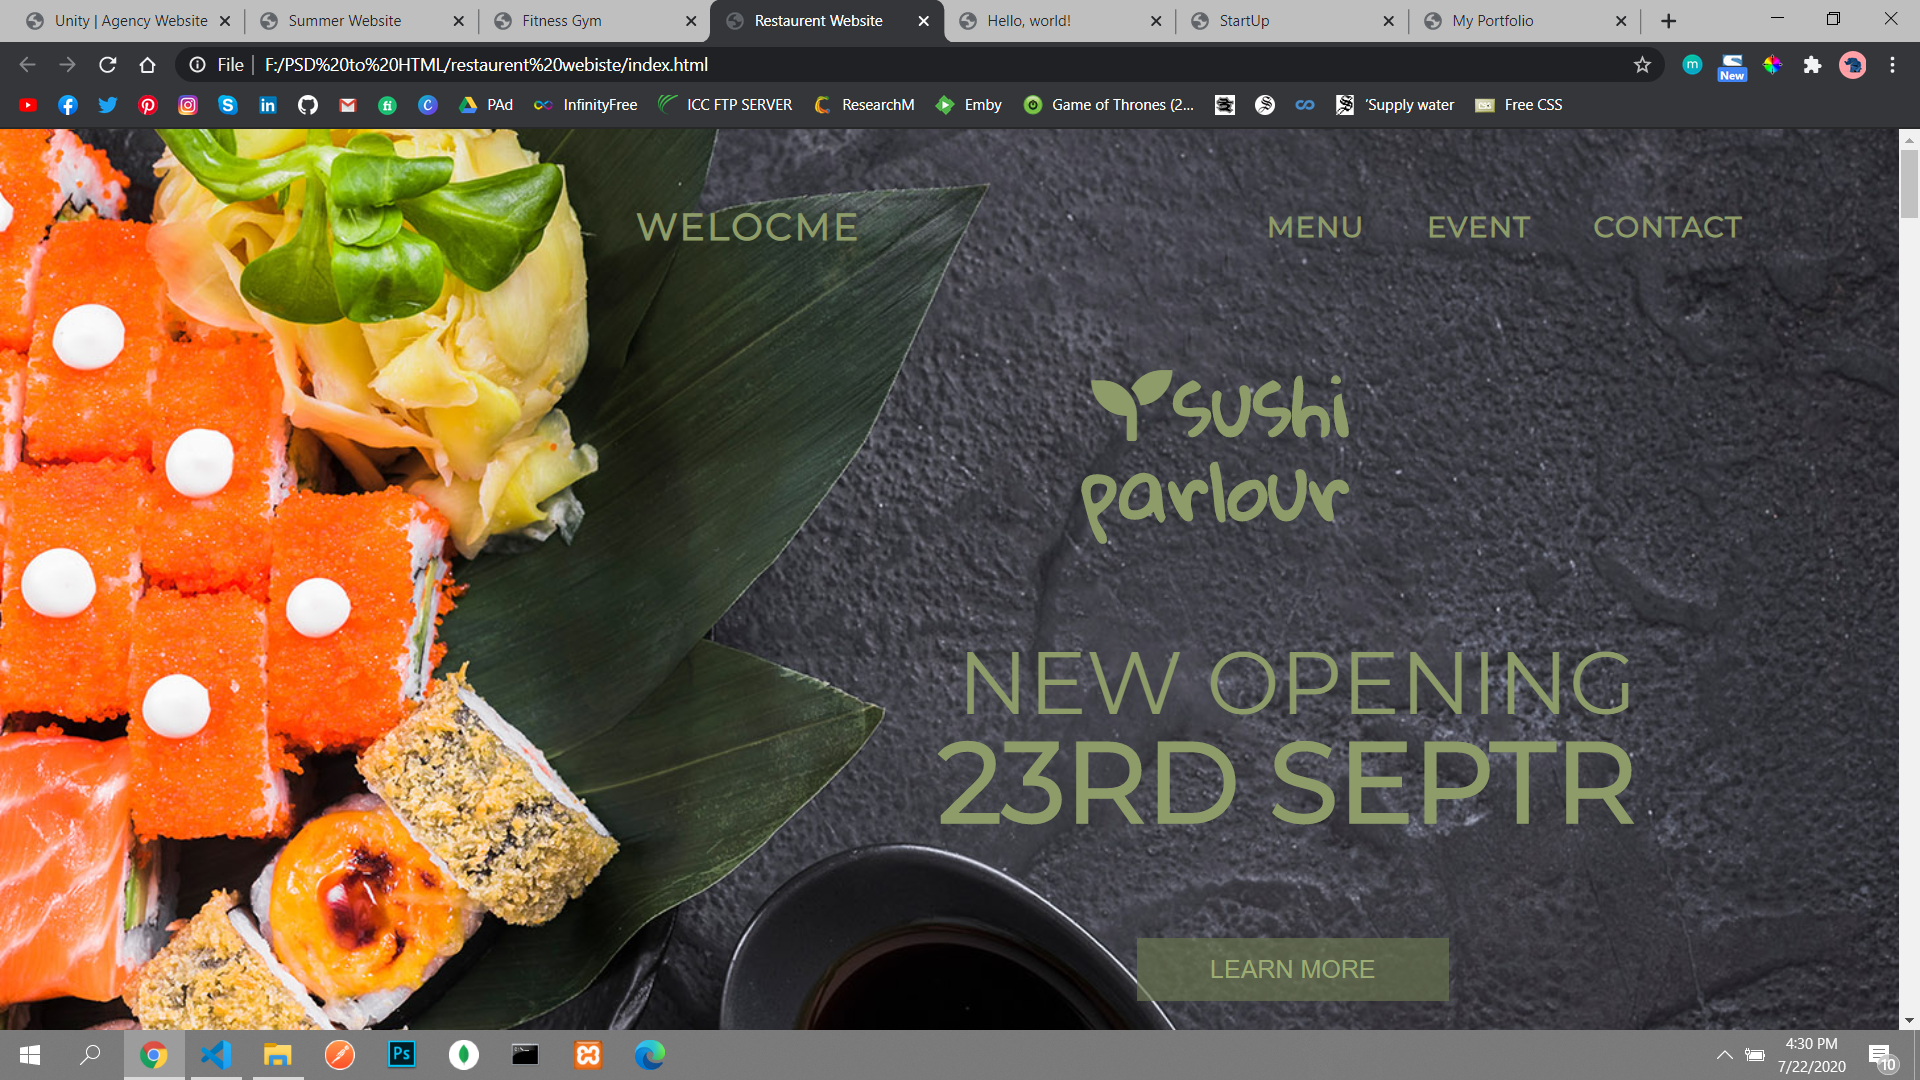 Unity | Agency Website
Summer Website
Fitness Gym
Restaurent Website
Hello, world!
StartUp
My Portfolio
File
F:/PSD%20to%20HTML/restaurent%20webiste/index.html
m
New
PAd
InfinityFree
ICC FTP SERVER
ResearchM
Emby
Game of Thrones (2...
'Supply water
Free CSS
WELOCME
MENU
EVENT
CONTACT
sushi
parlour
NEW OPENING
23RD SEPTR
LEARN MORE
Ps
4:30 PM
7/22/2020
10